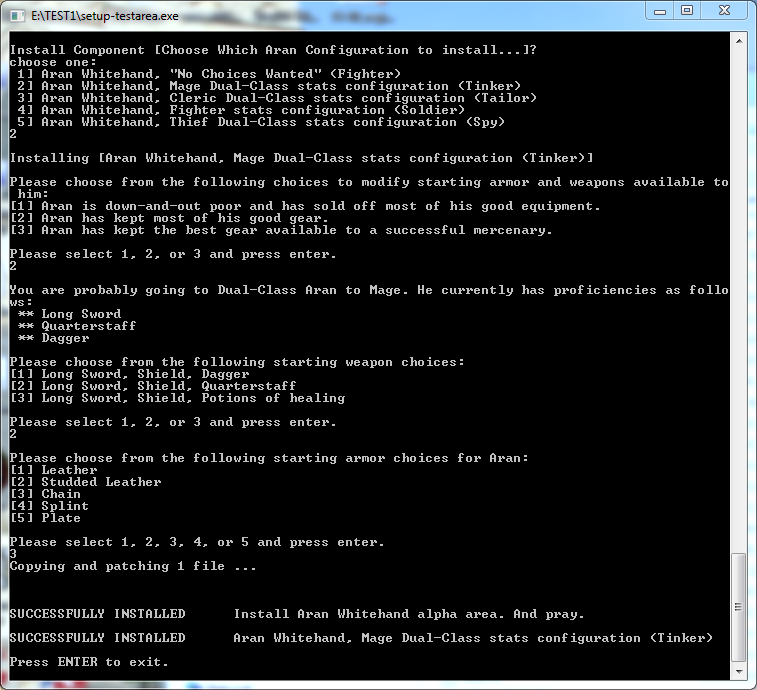 E:\TEST1\setup-testarea.exe
Install Component [Choose Which Aran Configuration to install...]?
choose one:
1] Aran Whitehand, "No Choices Wanted" (Fighter)
2] Aran Whitehand, Mage Dual-Class stats configuration (Tinker)
3] Aran Whitehand, Cleric Dual-Class stats configuration (Tailor)
4] Aran Whitehand, Fighter stats configuration (Soldier)
5] Aran Whitehand, Thief Dual-Class stats configuration (Spy)
2
Installing [Aran Whitehand, Mage Dual-Class stats configuration (Tinker)]
Please choose from the following choices to modify starting armor and weapons available to
him:
[1] Aran is down-and-out poor and has sold off most of his good equipment.
[2] Aran has kept most of his good gear.
[3] Aran has kept the best gear available to a successful mercenary.
Please select 1, 2, or 3 and press enter.
2
You are probably going to Dual-Class Aran to Mage. He currently has proficiencies as follo
ws:
** Long Sword
** Quarterstaff
** Dagger
Please choose from the following starting weapon choices:
[1] Long Sword, Shield, Dagger
[2] Long Sword, Shield, Quarterstaff
[3] Long Sword, Shield, Potions of healing
Please select 1, 2, or 3 and press enter.
2
Please choose from the following starting armor choices for Aran:
[1] Leather
[2] Studded Leather
[3] Chain
[4] Splint
[5] Plate
Please select 1, 2, 3, 4, or 5 and press enter.
3
Copying and patching 1 file ...
SUCCESSFULLY INSTALLED      Install Aran Whitehand alpha area. And pray.
SUCCESSFULLY INSTALLED      Aran Whitehand, Mage Dual-Class stats configuration (Tinker)
Press ENTER to exit.